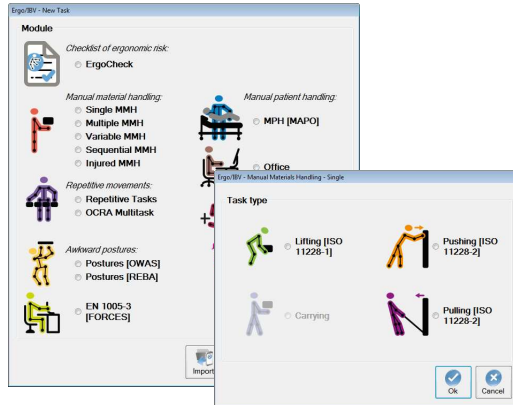 Ergo/IBV - New Task
Module
Checklist of ergonomic risk:
ErgoCheck
Manual material handling:
Single MMH
Multiple MMH
Variable MMH
Sequential MMH
Injured MMH
Repetitive movements:
Repetitive Tasks
OCRA Multitask
Awkward postures:
Postures [OWAS]
Postures [REBA]
EN 1005-3
[FORCES]
Manual patient handling:
MPH [MAPO]
Office
Import
Ergo/IBV - Manual Materials Handling - Single
Task type
Lifting [ISO
11228-1]
Pushing [ISO
11228-2]
Carrying
Pulling [ISO
11228-2]
Ok
Cancel